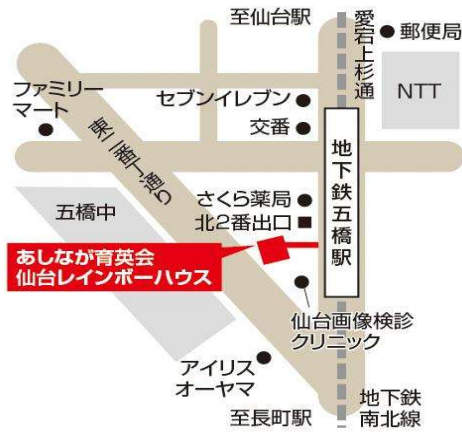 至仙台駅
愛宕上杉通
郵便局
NTT
ファミリー
マート
セブンイレブン
交番
東二番丁通り
地下鉄五橋駅
さくら薬局
北2番出口
五橋中
あしなが育英会
仙台レインボーハウス
仙台画像検診
クリニック
アイリス
オーヤマ
至長町駅
地下鉄
南北線